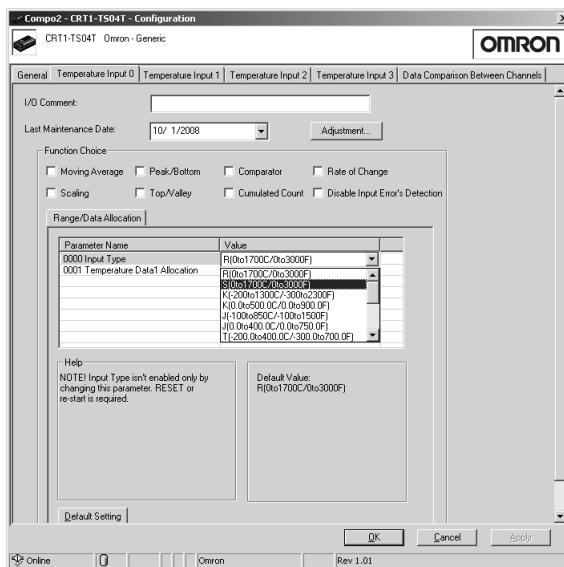 Compo2 - CRT1-TS04T - Configuration
CRT1-TS04T Omron - Generic
OMRON
General Temperature Input 0 Temperature Input 1 Temperature Input 2 Temperature Input 3 Data Comparison Between Channels
I/O Comment:
Last Maintenance Date: 10/ 1/2008 Adjustment...
Function Choice
Moving Average Peak/Bottom Comparator Rate of Change
Scaling Top/Valley Cumulated Count Disable Input Error's Detection
Range/Data Allocation
Parameter Name Value
0000 Input Type R(0to1700C/0to3000F)
0001 Temperature Data1 Allocation R(0to1700C/0to3000F)
S(0to1700C/0to3000F)
K(-200to1300C/-300to2300F)
K(0.0to500.0C/0.0to900.0F)
J(-100to850C/-100to1500F)
J(0.0to400.0C/0.0to750.0F)
T(-200.0to400.0C/-300.0to700.0F)
Help
NOTE! Input Type isn't enabled only by
changing this parameter. RESET or
re-start is required.
Default Value:
R(0to1700C/0to3000F)
Default Setting
OK Cancel Apply
Online Omron Rev 1.01